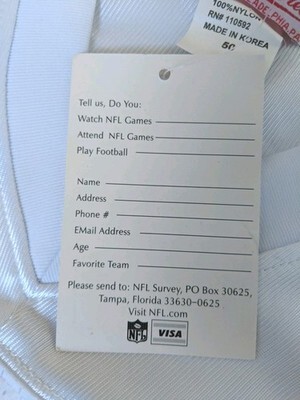 100%NYLON
RN# 110592
MADE IN KOREA
Tell us, Do You:
Watch NFL Games
Attend NFL Games
Play Football
Name
Address
Phone #
EMail Address
Age
Favorite Team
Please send to: NFL Survey, PO Box 30625,
Tampa, Florida 33630-0625
Visit NFL.com
NFL VISA